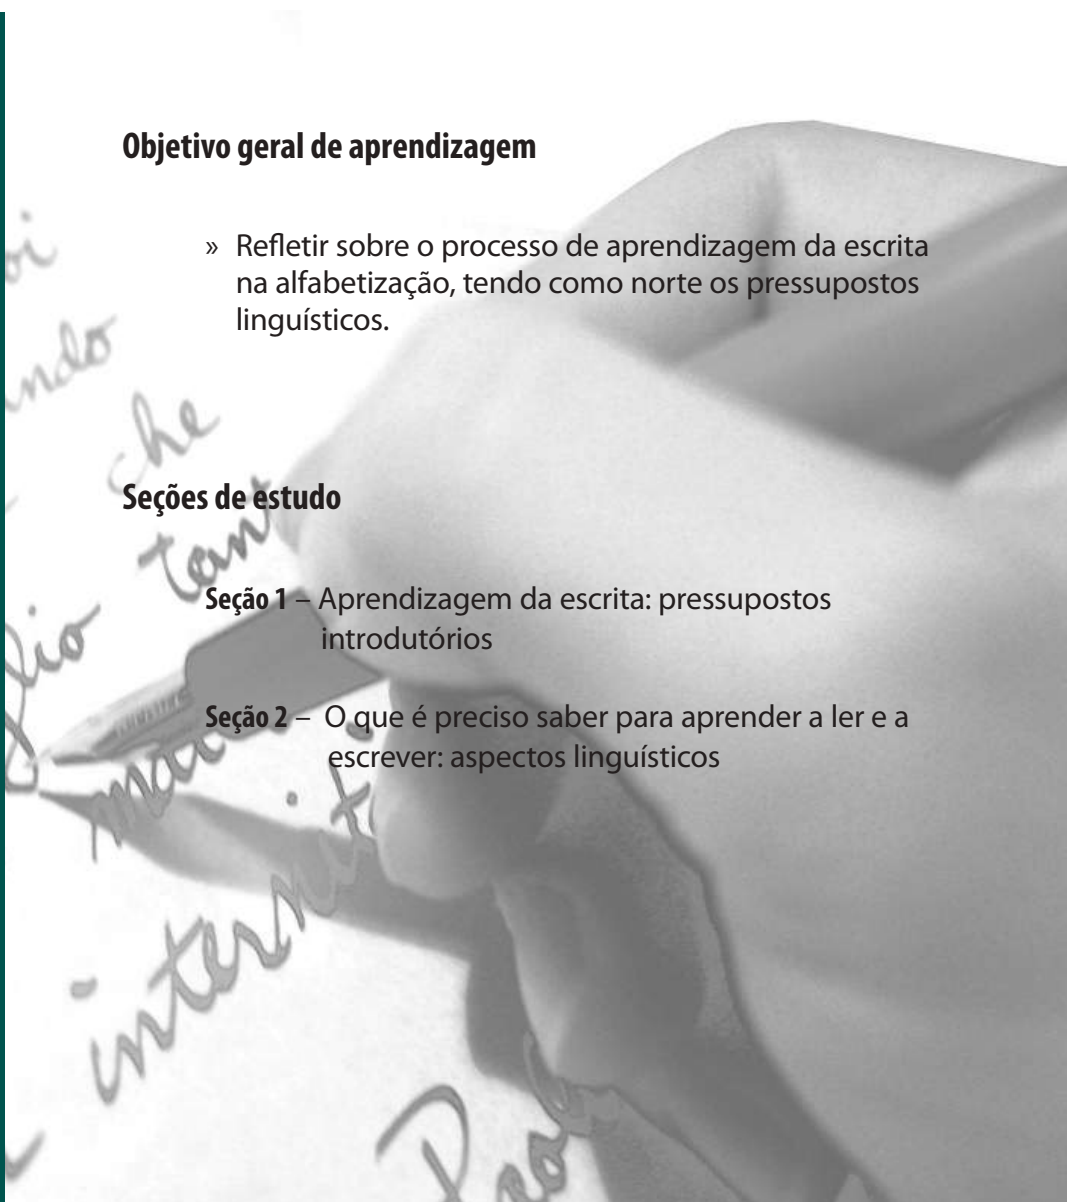 Objetivo geral de aprendizagem
» Refletir sobre o processo de aprendizagem da escrita
na alfabetização, tendo como norte os pressupostos
linguísticos.
che
Seções de estudo
tant
Seção 1 – Aprendizagem da escrita: pressupostos
introdutórios
Seção 2 – O que é preciso saber para aprender a ler e a
escrever: aspectos linguísticos